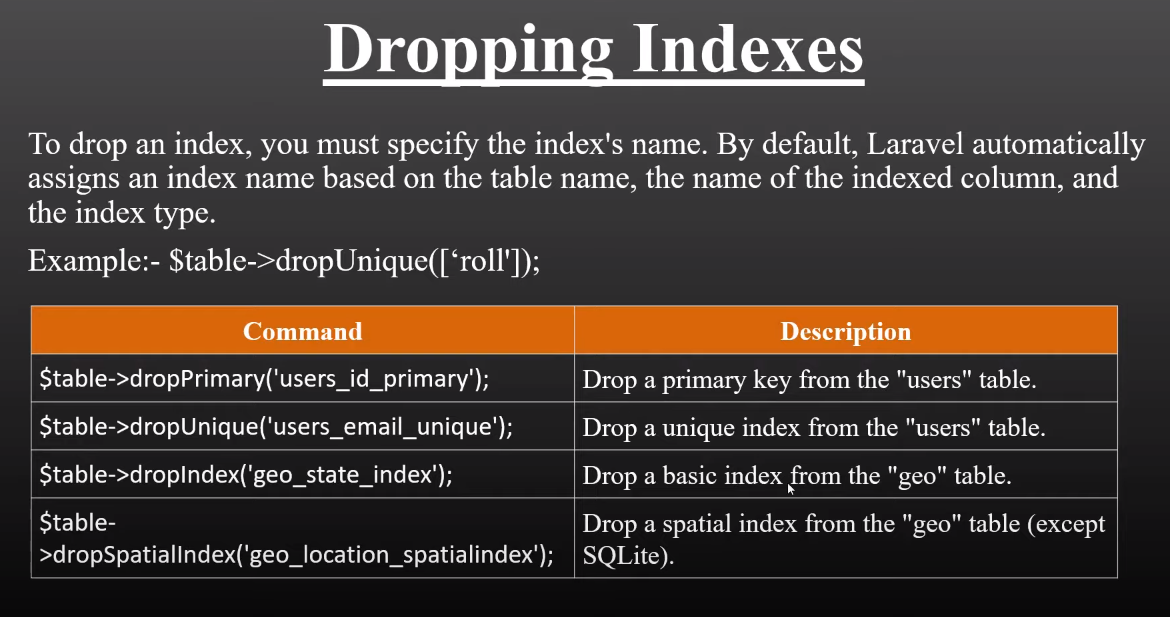 Dropping Indexes
To drop an index, you must specify the index's name. By default, Laravel automatically
assigns an index name based on the table name, the name of the indexed column, and
the index type.
Example:- $table->dropUnique([‘roll']);
Command Description
$table->dropPrimary('users_id_primary'); Drop a primary key from the "users" table.
$table->dropUnique('users_email_unique'); Drop a unique index from the "users" table.
$table->dropIndex('geo_state_index'); Drop a basic index from the "geo" table.
$table-
>dropSpatialIndex('geo_location_spatialindex');
Drop a spatial index from the "geo" table (except
SQLite).